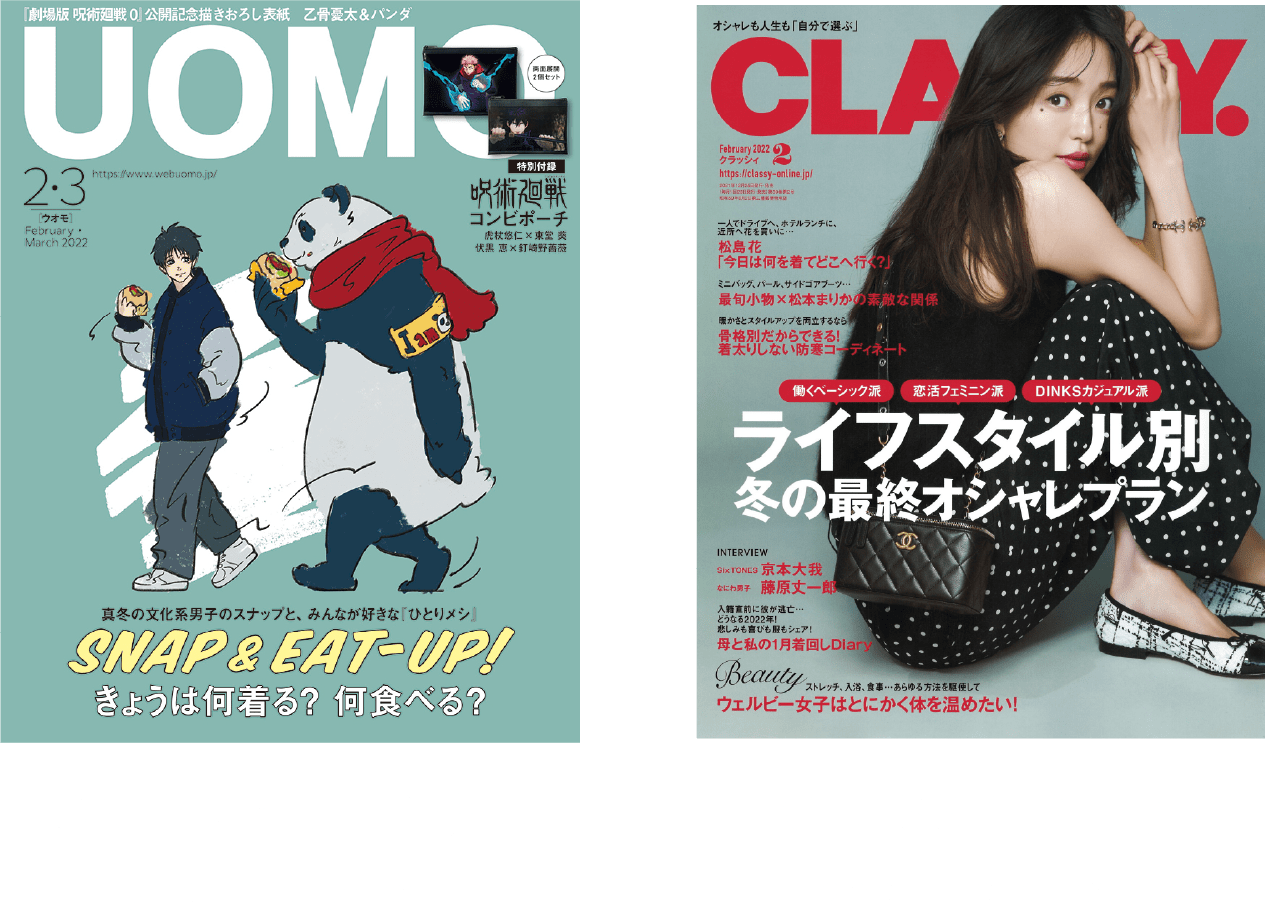 『劇場版 呪術廻戦 0』公開記念描きおろし表紙 乙骨憂太＆パンダ
UOMO
両面展開
2個セット
2・3
https://www.webuomo.jp/
[ウオモ]
February・
March 2022
特別付録
呪術廻戦
コンビポーチ
虎杖悠仁×東堂 葵
伏黒 恵×釘崎野薔薇
I am
真冬の文化系男子のスナップと、みんなが好きな『ひとりメシ』
SNAP & EAT-UP!
きょうは何着る? 何食べる?
オシャレも人生も「自分で選ぶ」
CLASSY.
February 2022
クラッシィ 2
https://classy-online.jp/
一人でドライブへ、ホテルランチに、
近所へ花を買いに…
松島 花
「今日は何を着てどこへ行く?」
ミニバッグ、パール、サイドゴアブーツ…
最旬小物×松本まりかの素敵な関係
暖かさとスタイルアップを両立するなら
骨格別だからできる!
着太りしない防寒コーディネート
働くベーシック派 恋活フェミニン派 DINKSカジュアル派
ライフスタイル別
冬の最終オシャレプラン
INTERVIEW
SixTONES 京本大我
なにわ男子 藤原丈一郎
入籍直前に彼が逃亡…
どうなる2022年!
悲しみも喜びも服もシェア!
母と私の1月着回しDiary
Beauty ストレッチ、入浴、食事…あらゆる方法を駆使して
ウェルビー女子はとにかく体を温めたい!